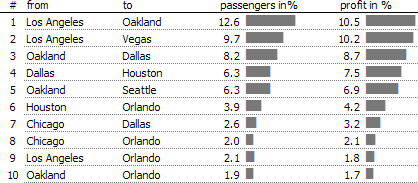 # from to passengers in% profit in %
1 Los Angeles Oakland 12.6 10.5
2 Los Angeles Vegas 9.7 10.2
3 Oakland Dallas 8.2 8.7
4 Dallas Houston 6.3 7.5
5 Oakland Seattle 6.3 6.9
6 Houston Orlando 3.9 4.2
7 Chicago Dallas 2.6 3.2
8 Chicago Orlando 2.0 2.1
9 Los Angeles Orlando 2.1 1.8
10 Oakland Orlando 1.9 1.7